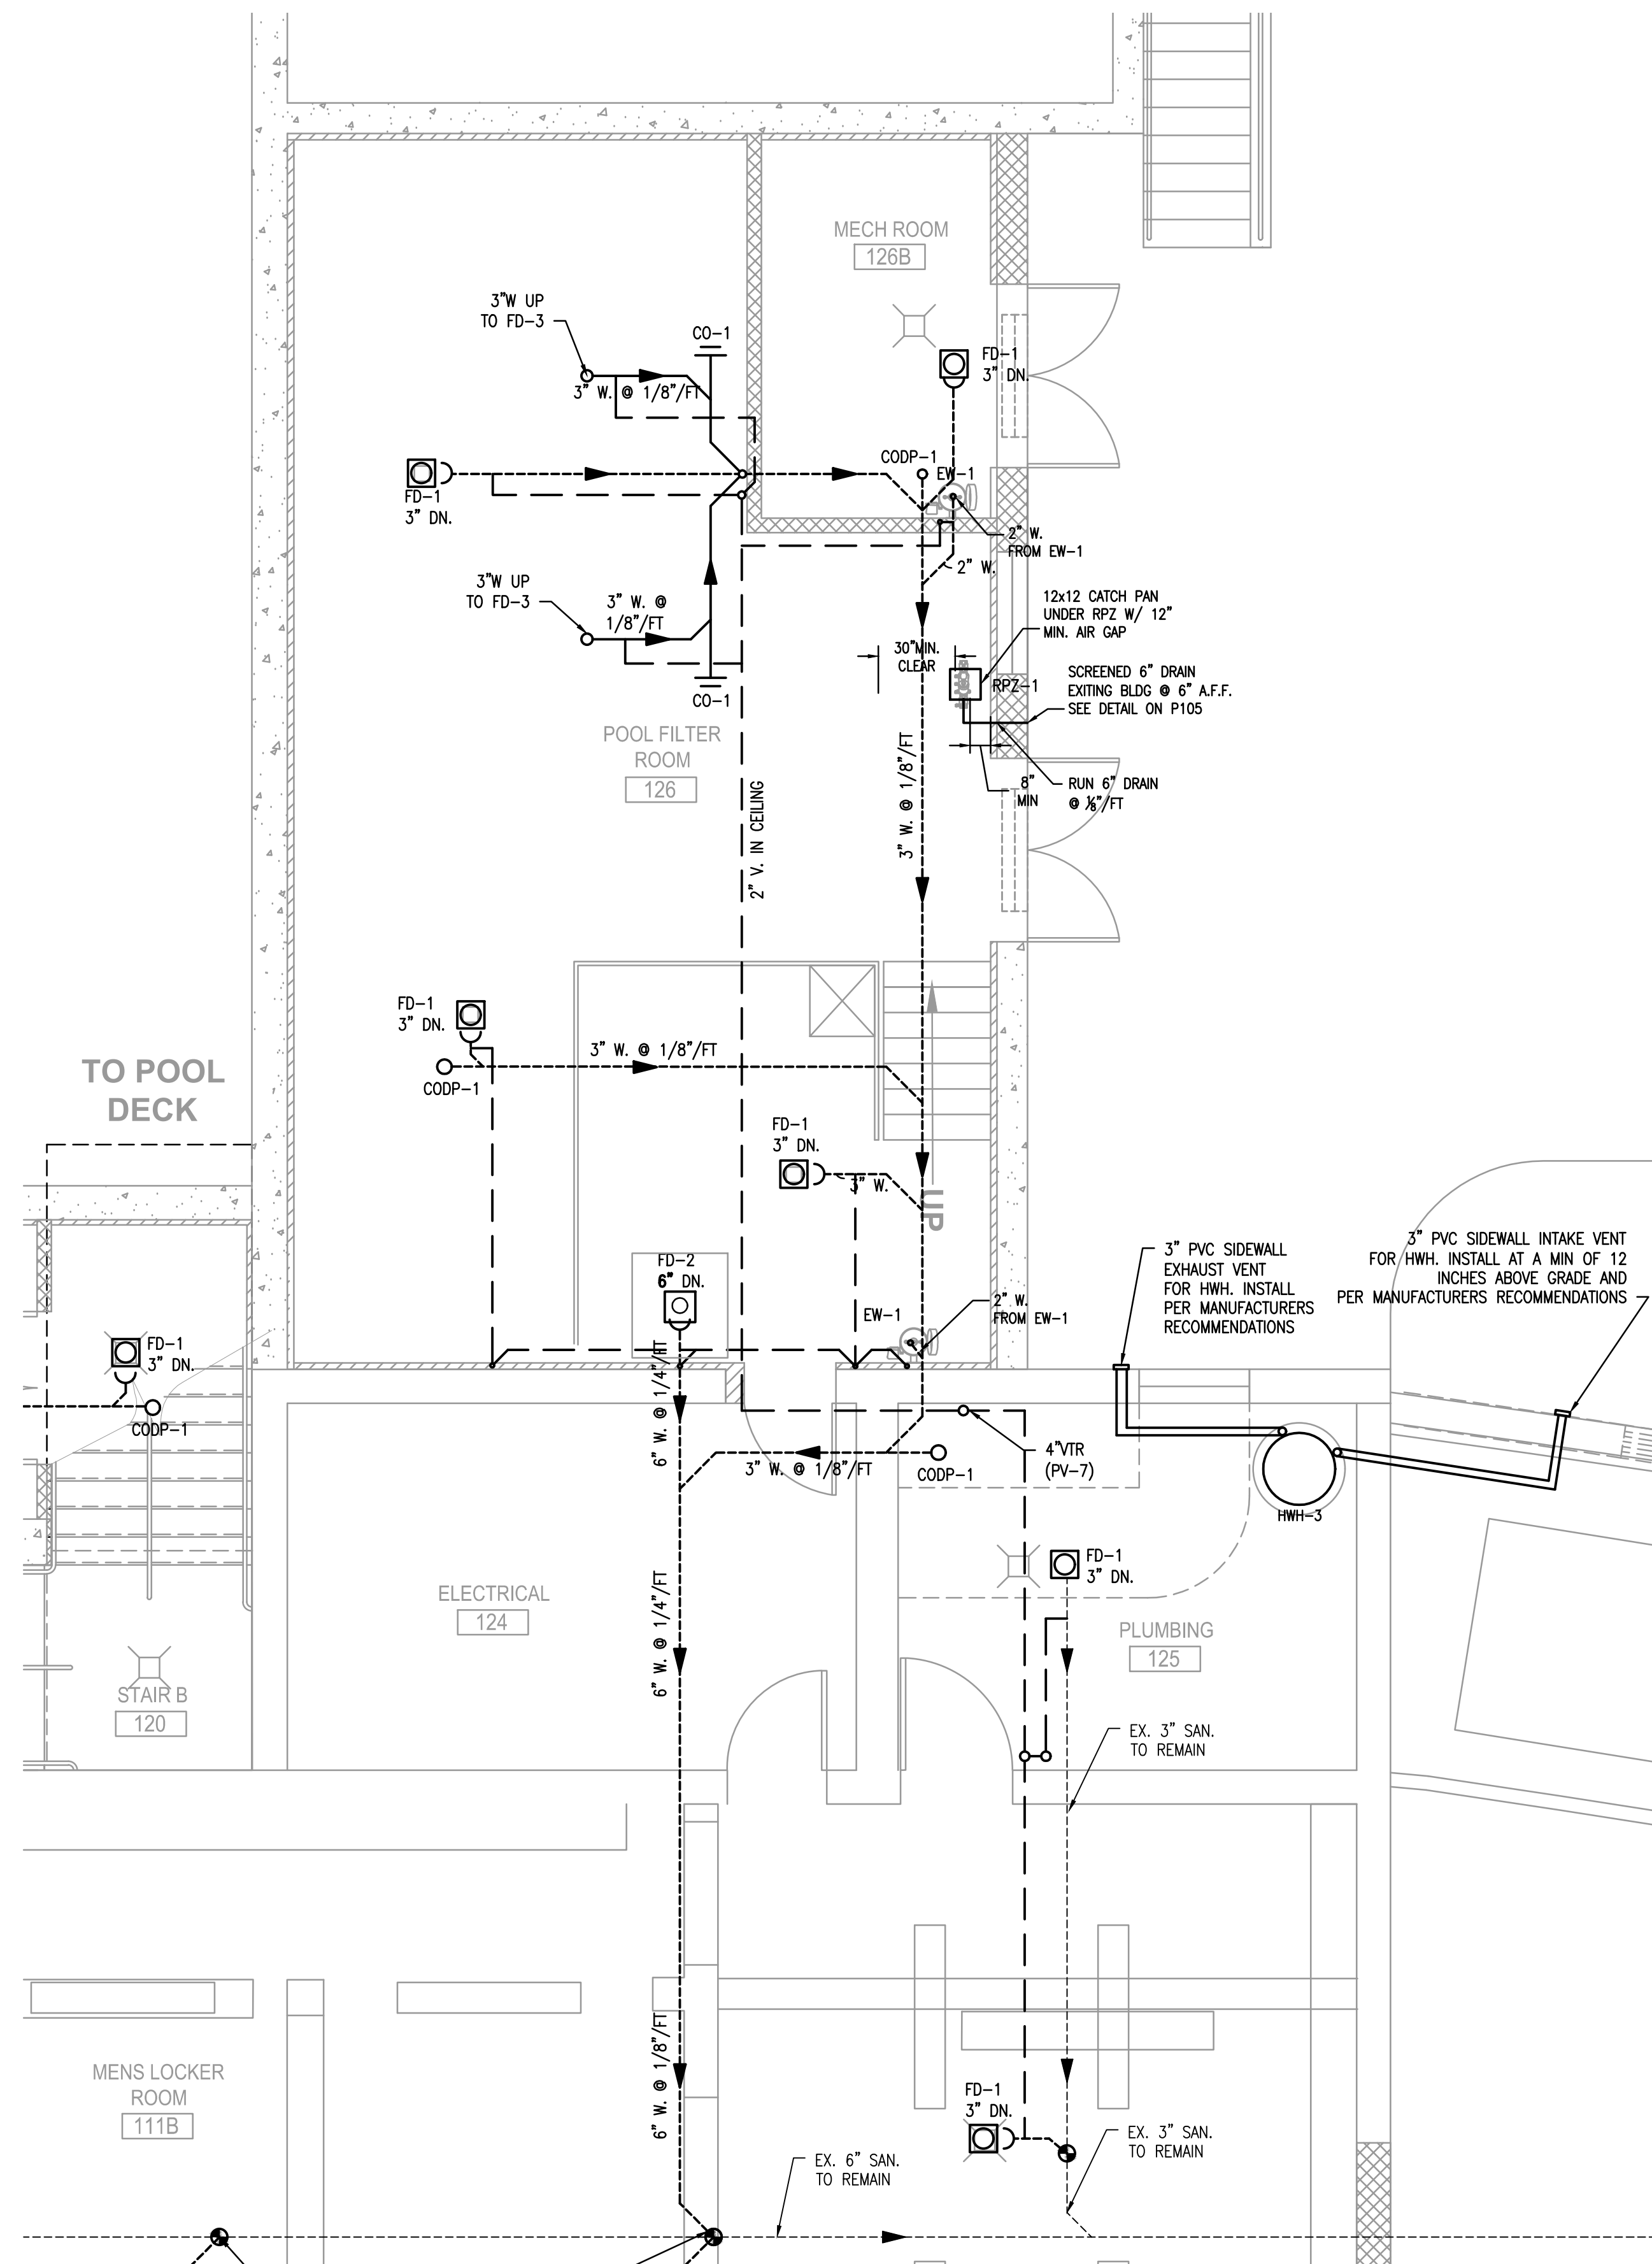 MECH ROOM
126B
3"W UP
TO FD-3
CO-1
3" W. @ 1/8"/FT
FD-1
3" DN.
CODP-1
EW-1
FD-1
3" DN.
2" W.
FROM EW-1
2" W.
3"W UP
TO FD-3
3" W. @
1/8"/FT
12x12 CATCH PAN
UNDER RPZ W/ 12"
MIN. AIR GAP
30"MIN.
CLEAR
SCREENED 6" DRAIN
EXITING BLDG @ 6" A.F.F.
SEE DETAIL ON P105
RPZ-1
CO-1
POOL FILTER
ROOM
126
2" V. IN CEILING
3" W. @ 1/8"/FT
8"
MIN
RUN 6" DRAIN
@ ⅛"/FT
FD-1
3" DN.
3" W. @ 1/8"/FT
CODP-1
TO POOL
DECK
FD-1
3" DN.
3" W.
UP
FD-2
6" DN.
EW-1
2" W.
FROM EW-1
3" PVC SIDEWALL
EXHAUST VENT
FOR HWH. INSTALL
PER MANUFACTURERS
RECOMMENDATIONS
3" PVC SIDEWALL INTAKE VENT
FOR HWH. INSTALL AT A MIN OF 12
INCHES ABOVE GRADE AND
PER MANUFACTURERS RECOMMENDATIONS
FD-1
3" DN.
CODP-1
6" W. @ 1/4"/FT
3" W. @ 1/8"/FT
CODP-1
4"VTR
(PV-7)
HWH-3
FD-1
3" DN.
ELECTRICAL
124
6" W. @ 1/4"/FT
PLUMBING
125
STAIR B
120
EX. 3" SAN.
TO REMAIN
6" W. @ 1/8"/FT
MENS LOCKER
ROOM
111B
FD-1
3" DN.
EX. 3" SAN.
TO REMAIN
EX. 6" SAN.
TO REMAIN